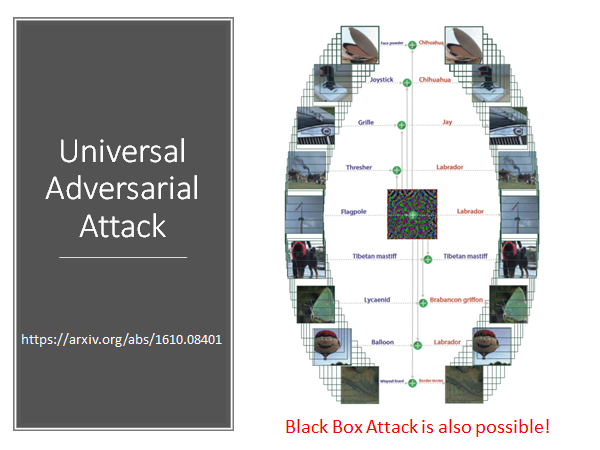 Universal
Adversarial
Attack
https://arxiv.org/abs/1610.08401
Face powder Chihuahua
Joystick Chihuahua
Grille Jay
Thresher Labrador
Flagpole Labrador
Tibetan mastiff Tibetan mastiff
Lycaenid Brabancon griffon
Balloon Labrador
Whiptail lizard Border terrier
Black Box Attack is also possible!